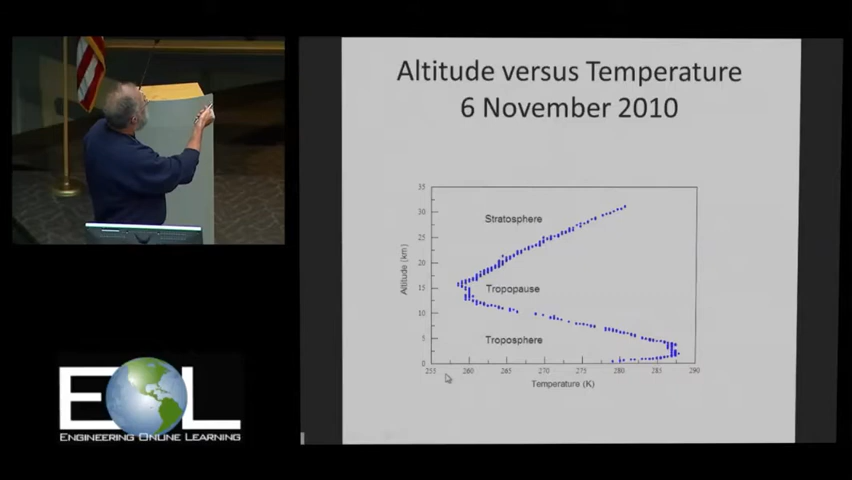 Altitude versus Temperature
6 November 2010
35
30
25
20
15
10
5
0
Altitude (km)
Stratosphere
Tropopause
Troposphere
255 260 265 270 275 280 285 290
Temperature (K)
EOL
ENGINEERING ONLINE LEARNING